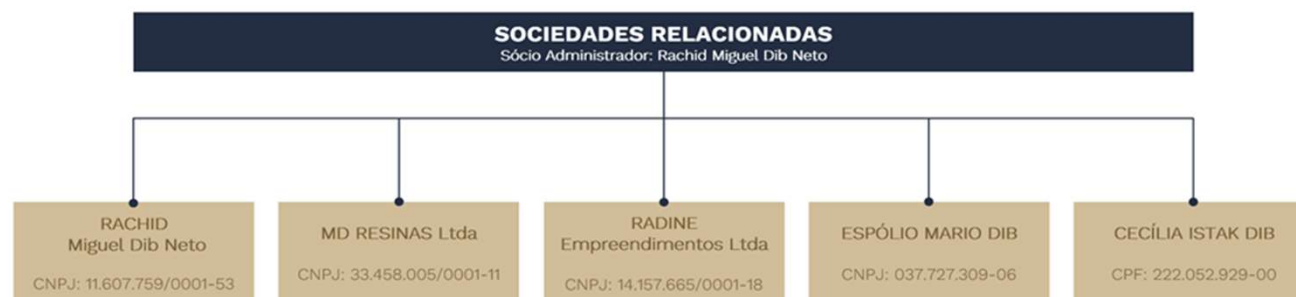 SOCIEDADES RELACIONADAS
Sócio Administrador: Rachid Miguel Dib Neto
RACHID
Miguel Dib Neto
CNPJ: 11.607.759/0001-53
MD RESINAS Ltda
CNPJ: 33.458.005/0001-11
RADINE
Empreendimentos Ltda
CNPJ: 14.157.665/0001-18
ESPÓLIO MARIO DIB
CNPJ: 037.727.309-06
CECÍLIA ISTAK DIB
CPF: 222.052.929-00